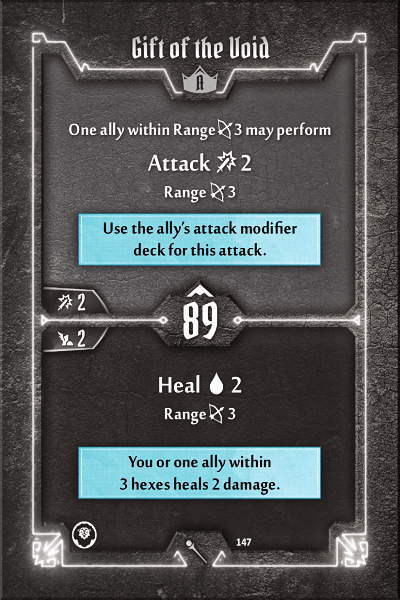 Gift of the Void
A
One ally within Range 3 may perform
Attack 2
Range 3
Use the ally's attack modifier
deck for this attack.
2
89
2
Heal 2
Range 3
You or one ally within
3 hexes heals 2 damage.
147